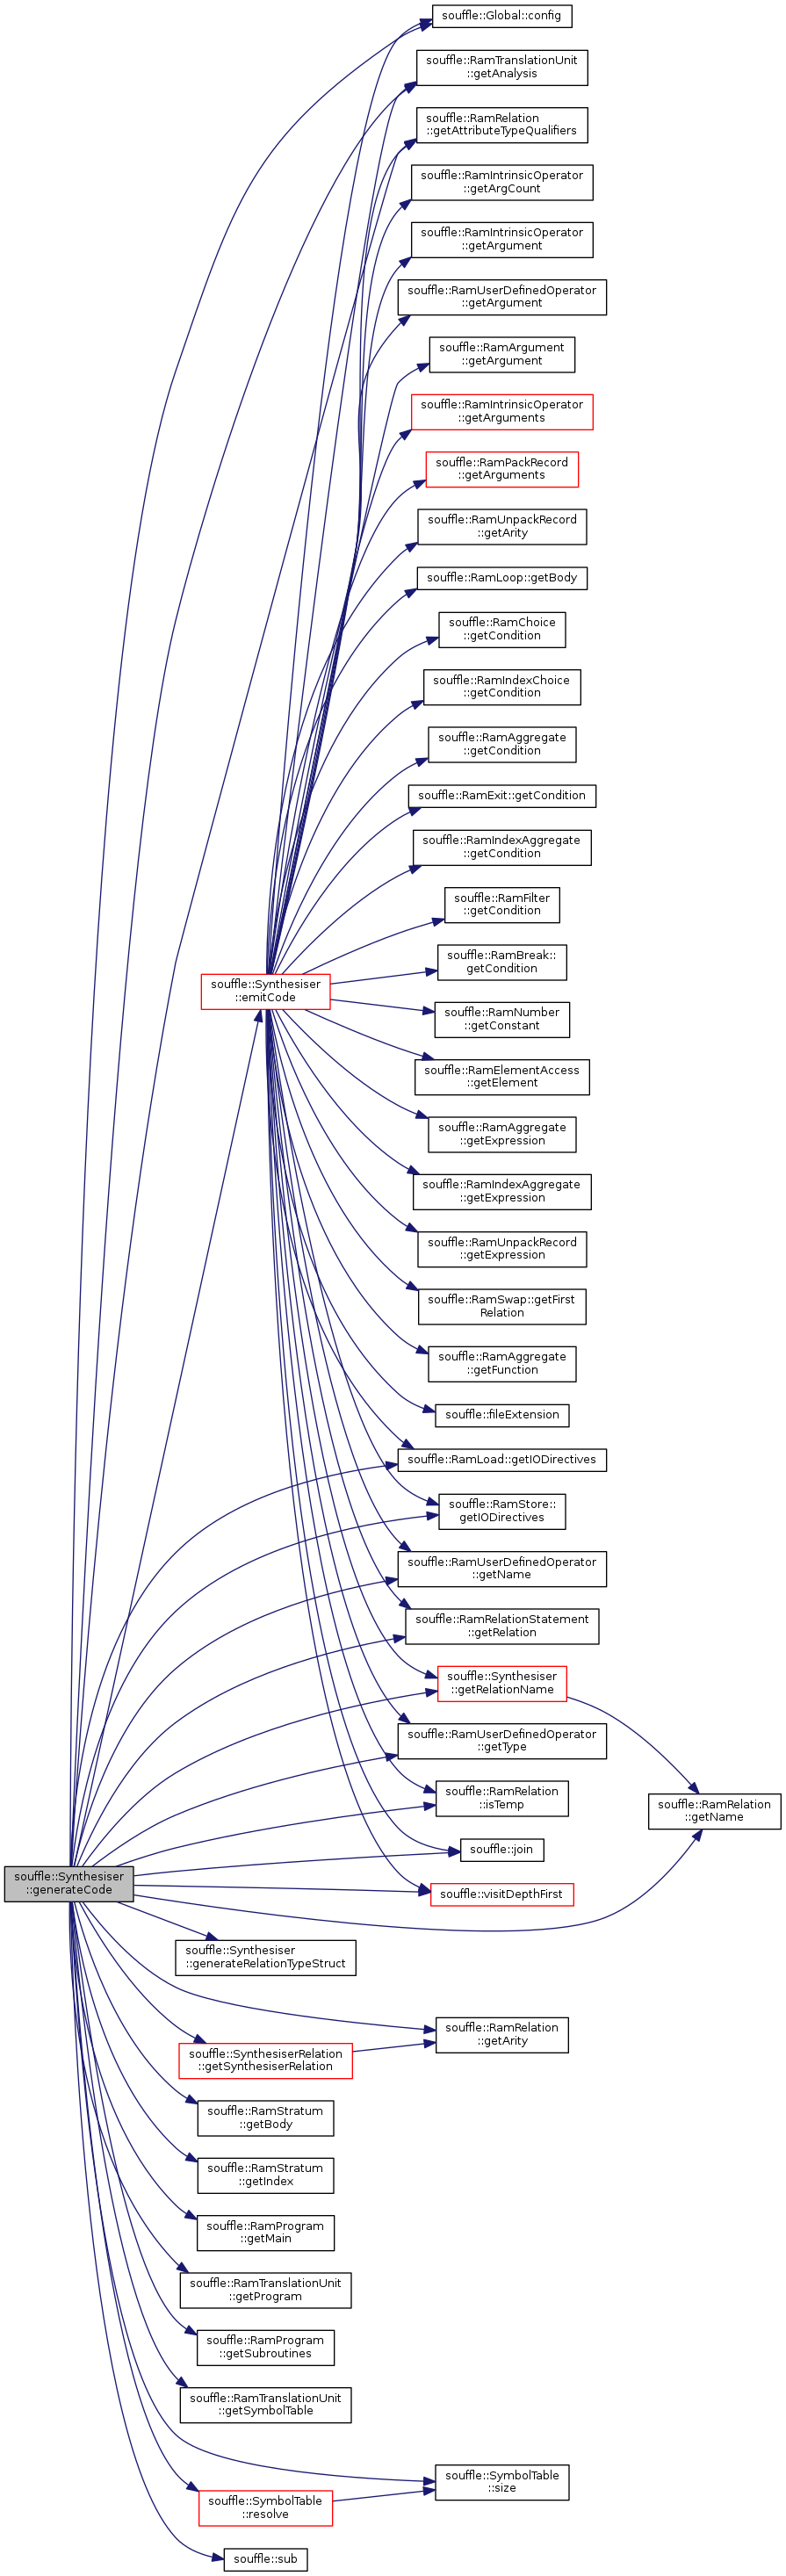 souffle::Global::config
souffle::RamTranslationUnit
::getAnalysis
souffle::RamRelation
::getAttributeTypeQualifiers
souffle::RamIntrinsicOperator
::getArgCount
souffle::RamIntrinsicOperator
::getArgument
souffle::RamUserDefinedOperator
::getArgument
souffle::RamArgument
::getArgument
souffle::RamIntrinsicOperator
::getArguments
souffle::RamPackRecord
::getArguments
souffle::RamUnpackRecord
::getArity
souffle::RamLoop::getBody
souffle::RamChoice
::getCondition
souffle::RamIndexChoice
::getCondition
souffle::RamAggregate
::getCondition
souffle::RamExit::getCondition
souffle::RamIndexAggregate
::getCondition
souffle::RamFilter
::getCondition
souffle::RamBreak::
getCondition
souffle::Synthesiser
::emitCode
souffle::RamNumber
::getConstant
souffle::RamElementAccess
::getElement
souffle::RamAggregate
::getExpression
souffle::RamIndexAggregate
::getExpression
souffle::RamUnpackRecord
::getExpression
souffle::RamSwap::getFirst
Relation
souffle::RamAggregate
::getFunction
souffle::fileExtension
souffle::RamLoad::getIODirectives
souffle::RamStore::
getIODirectives
souffle::RamUserDefinedOperator
::getName
souffle::RamRelationStatement
::getRelation
souffle::Synthesiser
::getRelationName
souffle::RamUserDefinedOperator
::getType
souffle::RamRelation
::isTemp
souffle::RamRelation
::getName
souffle::join
souffle::Synthesiser
::generateCode
souffle::visitDepthFirst
souffle::Synthesiser
::generateRelationTypeStruct
souffle::RamRelation
::getArity
souffle::SynthesiserRelation
::getSynthesiserRelation
souffle::RamStratum
::getBody
souffle::RamStratum
::getIndex
souffle::RamProgram
::getMain
souffle::RamTranslationUnit
::getProgram
souffle::RamProgram
::getSubroutines
souffle::RamTranslationUnit
::getSymbolTable
souffle::SymbolTable
::size
souffle::SymbolTable
::resolve
souffle::sub